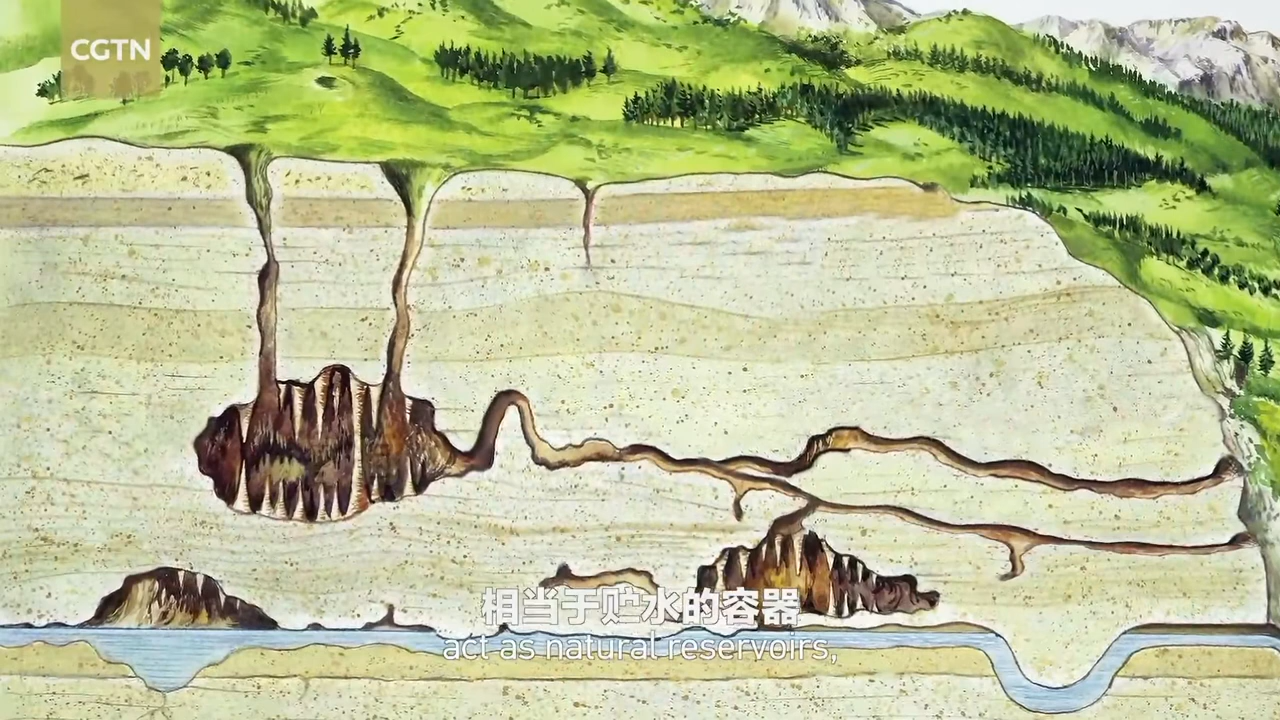 CGTN
相当于贮水的容器
act as natural reservoirs,